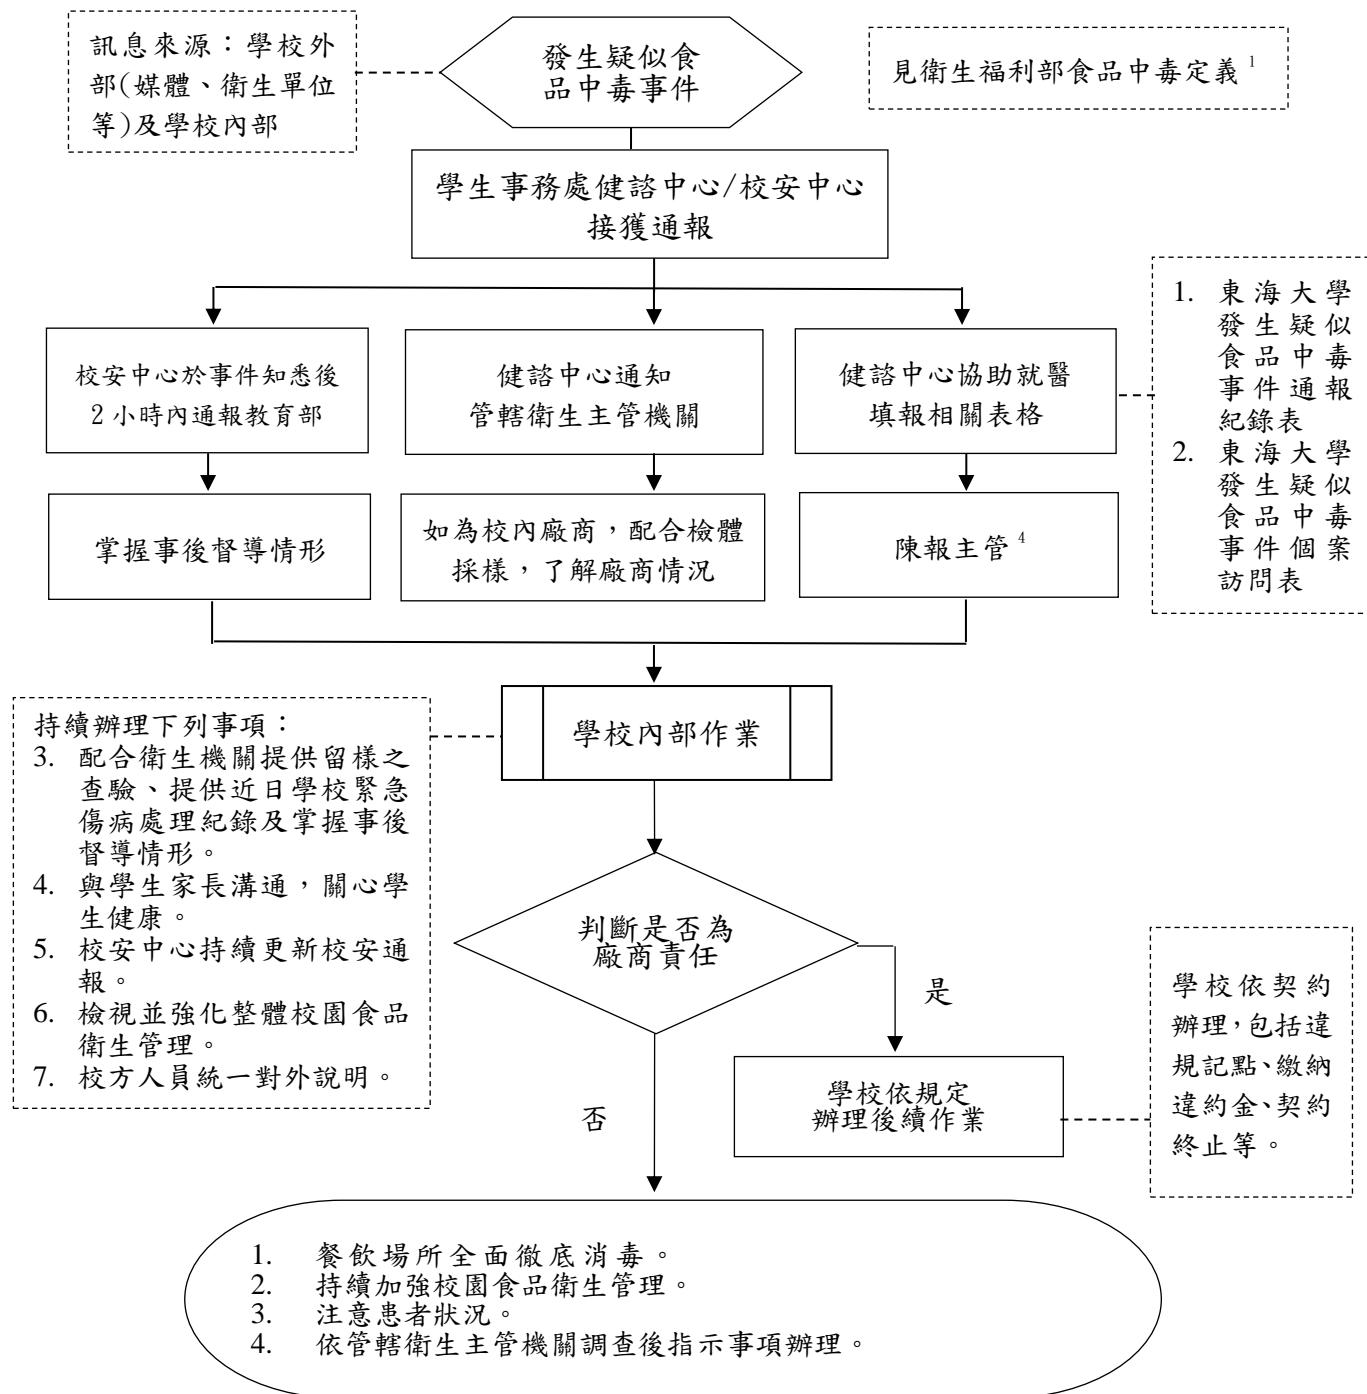 訊息來源：學校外
部(媒體、衛生單位
等)及學校內部
發生疑似食
品中毒事件
見衛生福利部食品中毒定義1
學生事務處健諮中心/校安中心
接獲通報
校安中心於事件知悉後
2小時內通報教育部
健諮中心通知
管轄衛生主管機關
健諮中心協助就醫
填報相關表格
1. 東海大學
發生疑似
食品中毒
事件通報
紀錄表
2. 東海大學
發生疑似
食品中毒
事件個案
訪問表
掌握事後督導情形
如為校內廠商，配合檢體
採樣，了解廠商情況
陳報主管4
學校內部作業
持續辦理下列事項：
3. 配合衛生機關提供留樣之
查驗、提供近日學校緊急
傷病處理紀錄及掌握事後
督導情形。
4. 與學生家長溝通，關心學
生健康。
5. 校安中心持續更新校安通
報。
6. 檢視並強化整體校園食品
衛生管理。
7. 校方人員統一對外說明。
判斷是否為
廠商責任
是
否
學校依規定
辦理後續作業
學校依契約
辦理，包括違
規記點、繳納
違約金、契約
終止等。
1. 餐飲場所全面徹底消毒。
2. 持續加強校園食品衛生管理。
3. 注意患者狀況。
4. 依管轄衛生主管機關調查後指示事項辦理。